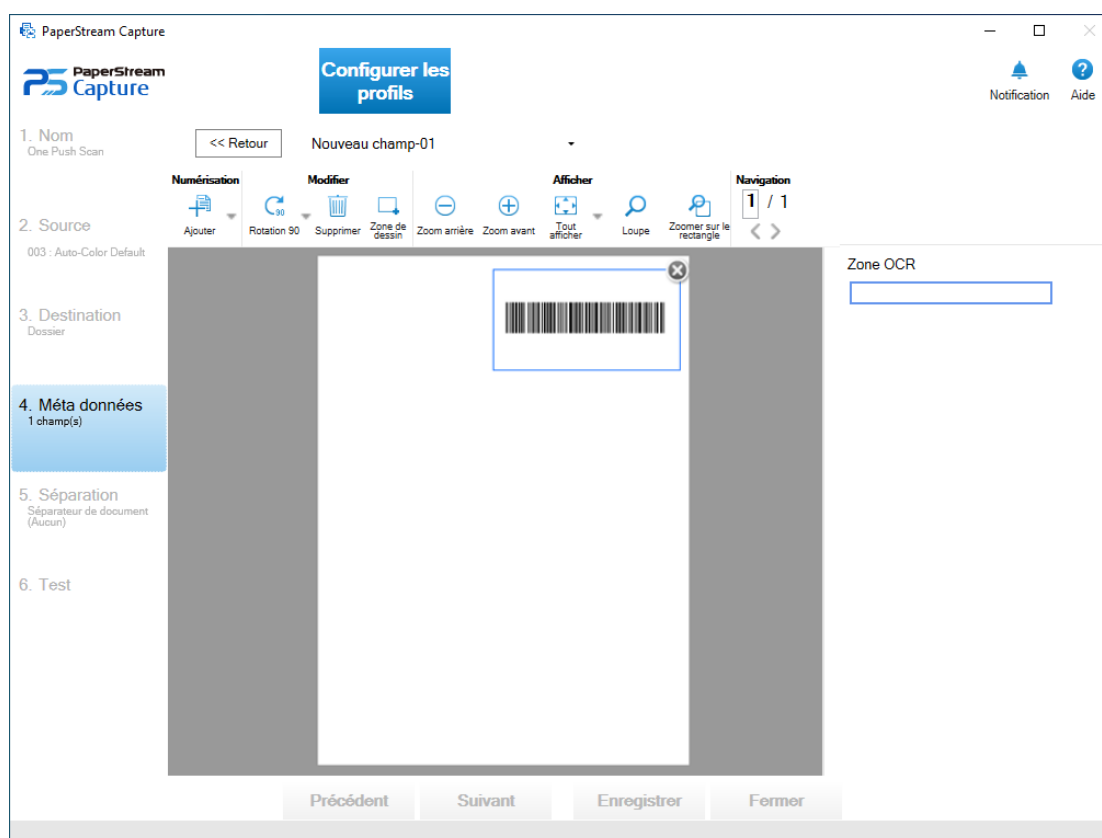 PaperStream Capture
PaperStream
Capture
Configurer les
profils
Notification
Aide
1. Nom
One Push Scan
<< Retour
Nouveau champ-01
Numérisation
Modifier
Afficher
Navigation
90
1 / 1
Ajouter
Rotation 90
Supprimer
Zone de
dessin
Zoom arrière
Zoom avant
Tout
afficher
Loupe
Zoomer sur le
rectangle
2. Source
003 : Auto-Color Default
Zone OCR
3. Destination
Dossier
4. Méta données
1 champ(s)
5. Séparation
Séparateur de document
(Aucun)
6. Test
Précédent
Suivant
Enregistrer
Fermer